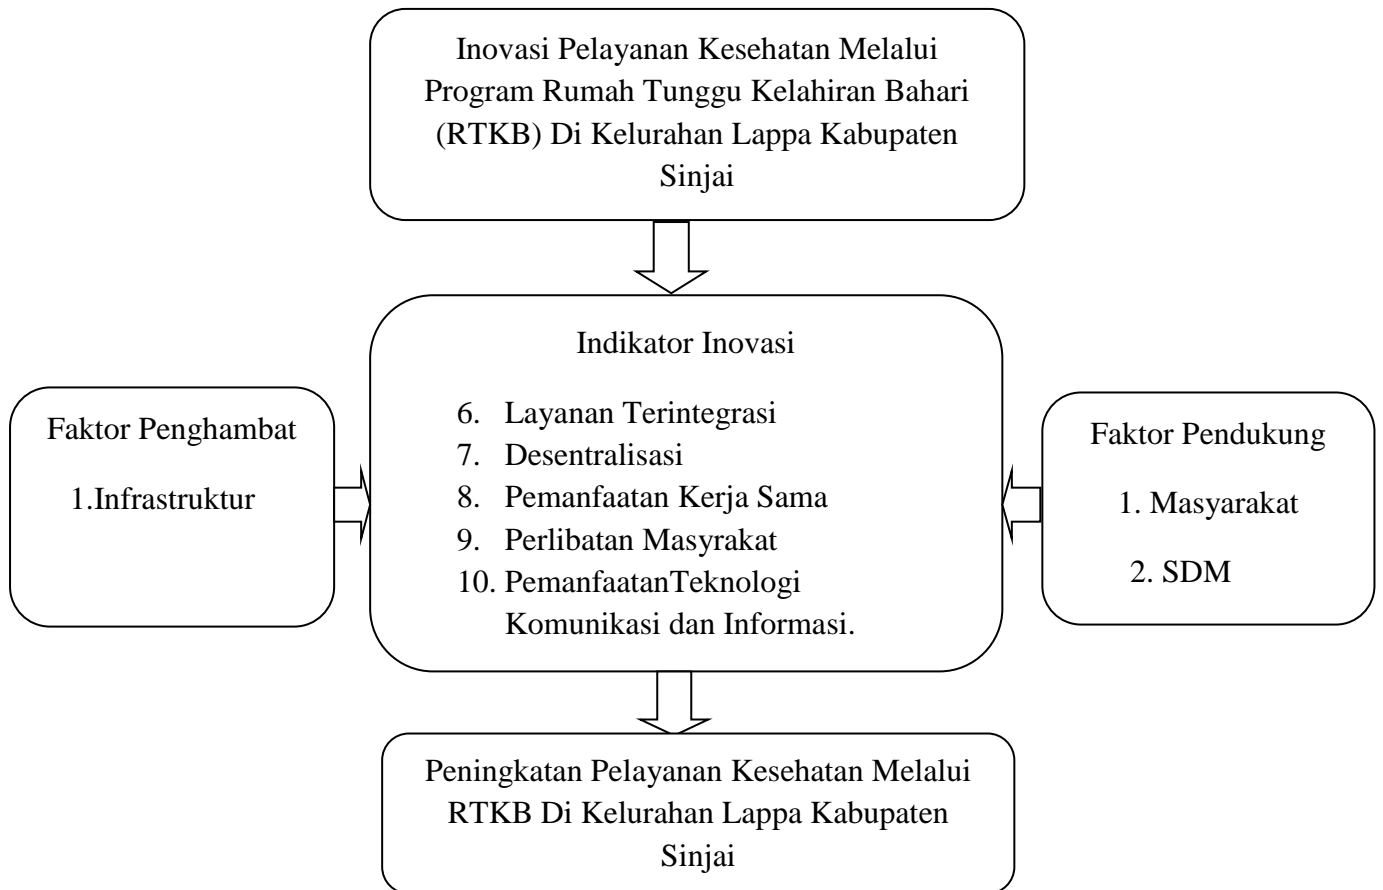 Inovasi Pelayanan Kesehatan Melalui
Program Rumah Tunggu Kelahiran Bahari
(RTKB) Di Kelurahan Lappa Kabupaten
Sinjai
Indikator Inovasi
6. Layanan Terintegrasi
7. Desentralisasi
8. Pemanfaatan Kerja Sama
9. Perlibatan Masyrakat
10. PemanfaatanTeknologi
Komunikasi dan Informasi.
Faktor Penghambat
1.Infrastruktur
Faktor Pendukung
1. Masyarakat
2. SDM
Peningkatan Pelayanan Kesehatan Melalui
RTKB Di Kelurahan Lappa Kabupaten
Sinjai